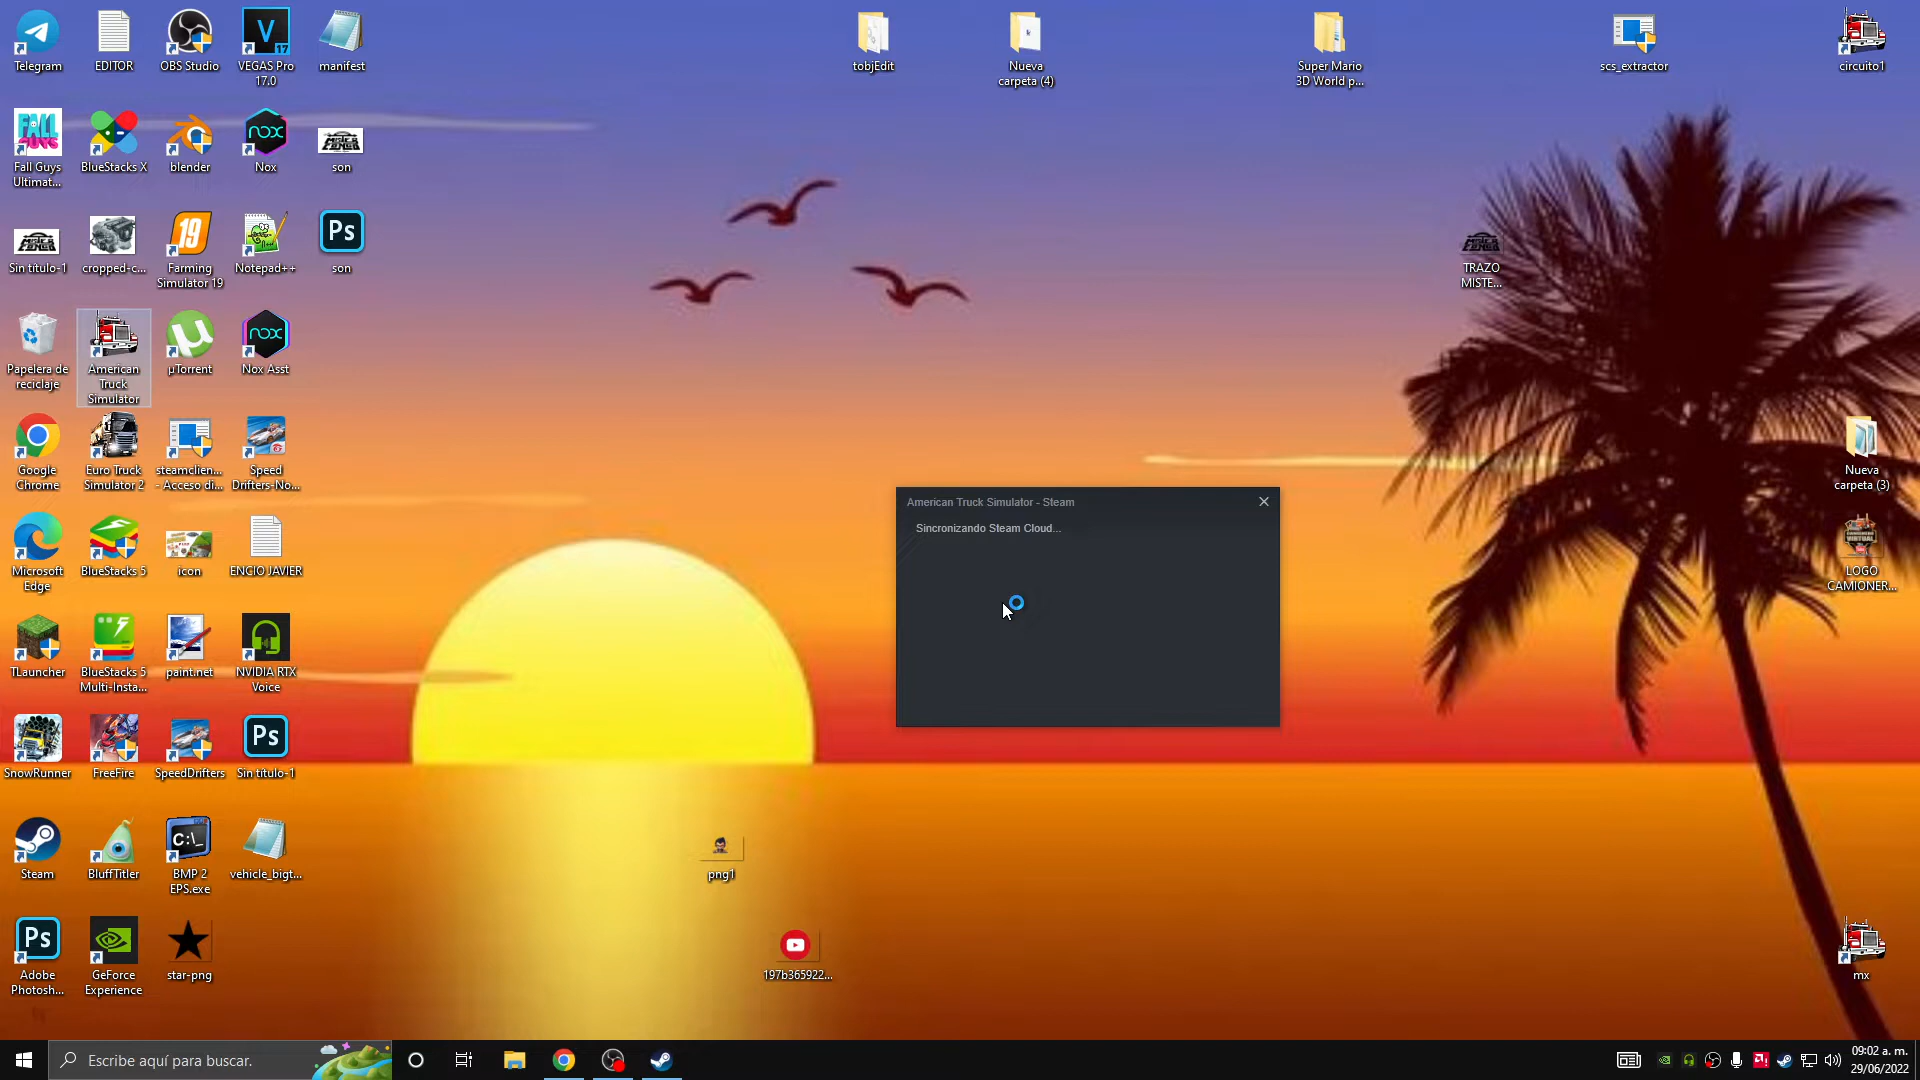 Telegram
EDITOR
OBS Studio
VEGAS Pro
17.0
manifest
tobjEdit
Nueva
carpeta (4)
Super Mario
3D World p...
scs_extractor
circuito1
Fall Guys
Ultimat...
BlueStacks X
blender
Nox
son
Sin titulo-1
cropped-c...
Farming
Simulator 19
Notepad++
son
TRAZO
MISTE...
Papelera de
reciclaje
American
Truck
Simulator
µTorrent
Nox Asst
Google
Chrome
Euro Truck
Simulator 2
steamclien...
- Acceso di...
Speed
Drifters-No...
Nueva
carpeta (3)
American Truck Simulator - Steam
Sincronizando Steam Cloud...
Microsoft
Edge
BlueStacks 5
icon
ENCIO JAVIER
LOGO
CAMIONER...
TLauncher
BlueStacks 5
Multi-Insta...
paint.net
NVIDIA RTX
Voice
SnowRunner
FreeFire
SpeedDrifters
Sin titulo-1
Steam
BluffTitler
BMP 2
EPS.exe
vehicle_bigt...
png1
Adobe
Photosh...
GeForce
Experience
star-png
197b365922...
mx
Escribe aquí para buscar.
09:02 a. m.
29/06/2022